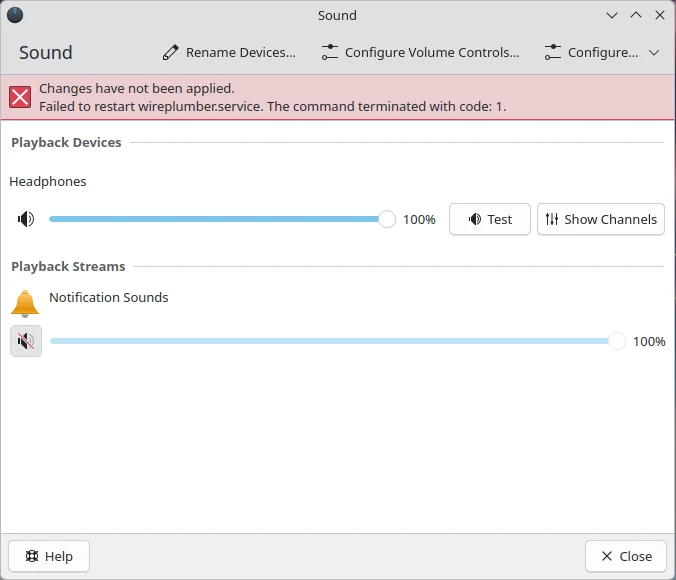 Sound
Sound
Rename Devices...
Configure Volume Controls...
Configure...
Changes have not been applied.
Failed to restart wireplumber.service. The command terminated with code: 1.
Playback Devices
Headphones
100%
Test
Show Channels
Playback Streams
Notification Sounds
100%
Help
Close